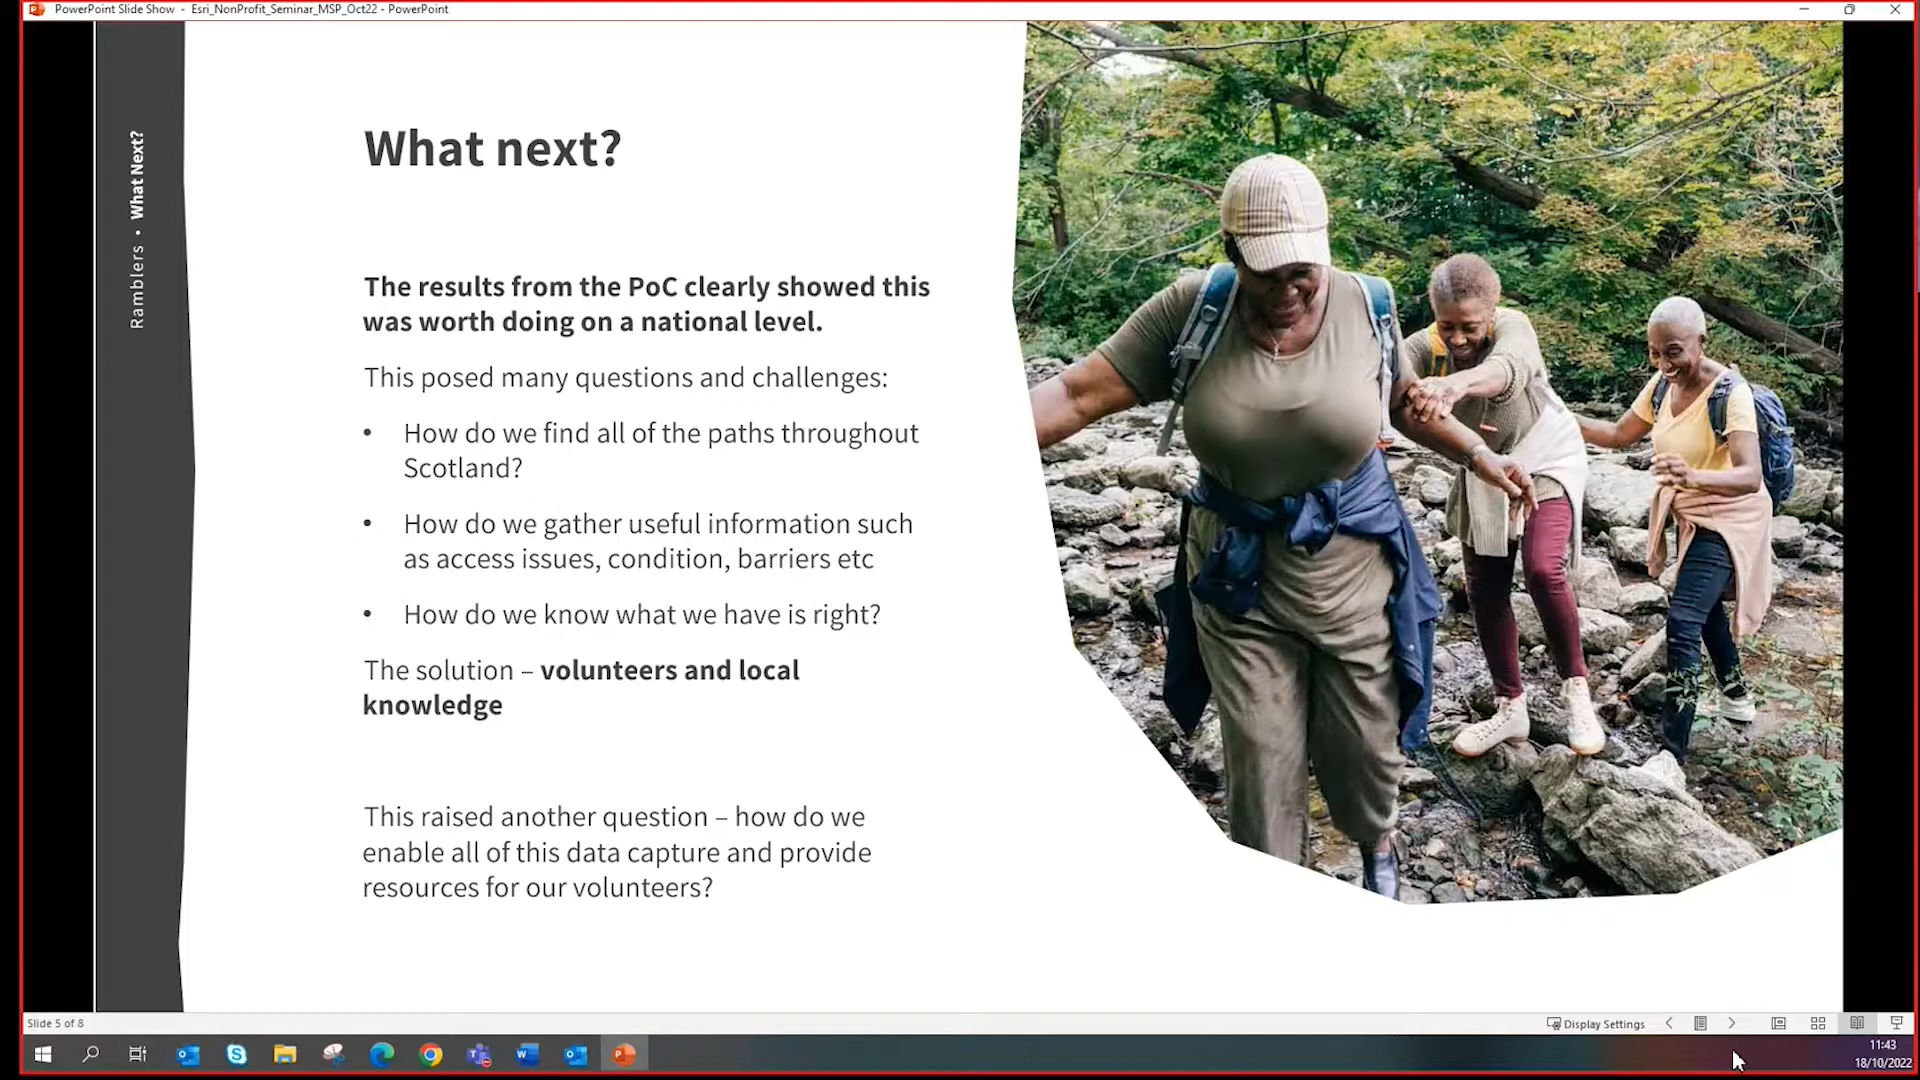 PowerPoint Slide Show - Esri_NonProfit_Seminar_MSP_Oct22 - PowerPoint
Ramblers • What Next?
What next?
The results from the PoC clearly showed this
was worth doing on a national level.
This posed many questions and challenges:
• How do we find all of the paths throughout
Scotland?
• How do we gather useful information such
as access issues, condition, barriers etc
• How do we know what we have is right?
The solution – volunteers and local
knowledge
This raised another question – how do we
enable all of this data capture and provide
resources for our volunteers?
Slide 5 of 8
Display Settings
11:43
18/10/2022